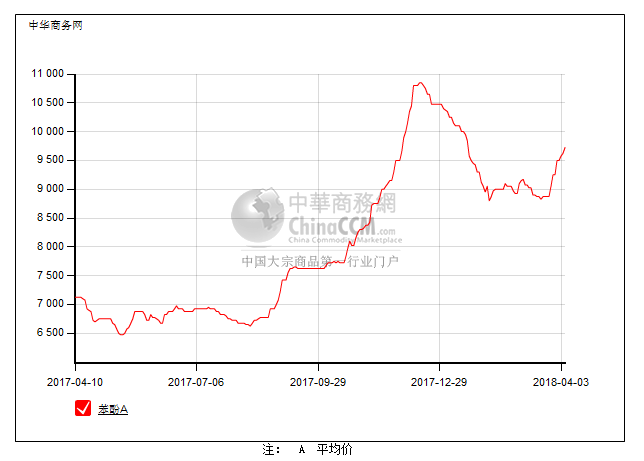 中华商务网
11 000
10 500
10 000
9 500
9 000
8 500
8 000
7 500
7 000
6 500
中華商務網
ChinaCCM.com
China Commodity Marketplace
中国大宗商品第一行业门户
2017-04-10
2017-07-06
2017-09-29
2017-12-29
2018-04-03
苯酚A
注： A 平均价